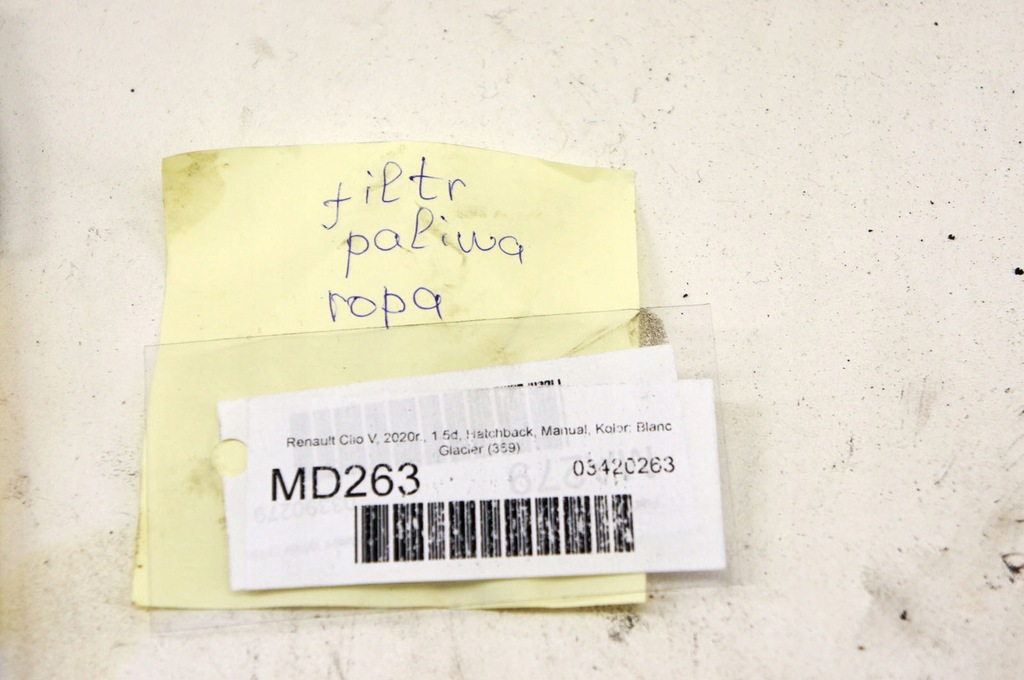 filtr
paliwa
ropa
Renault Clio V, 2020r., 1.5d, Hatchback, Manual, Kolor: Blanc
Glacier (369)
MD263
03420263